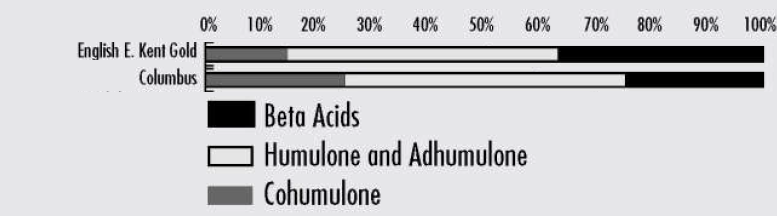 0% 10% 20% 30% 40% 50% 60% 70% 80% 90% 100%
English E. Kent Gold
Columbus
Beta Acids
Humulone and Adhumulone
Cohumulone